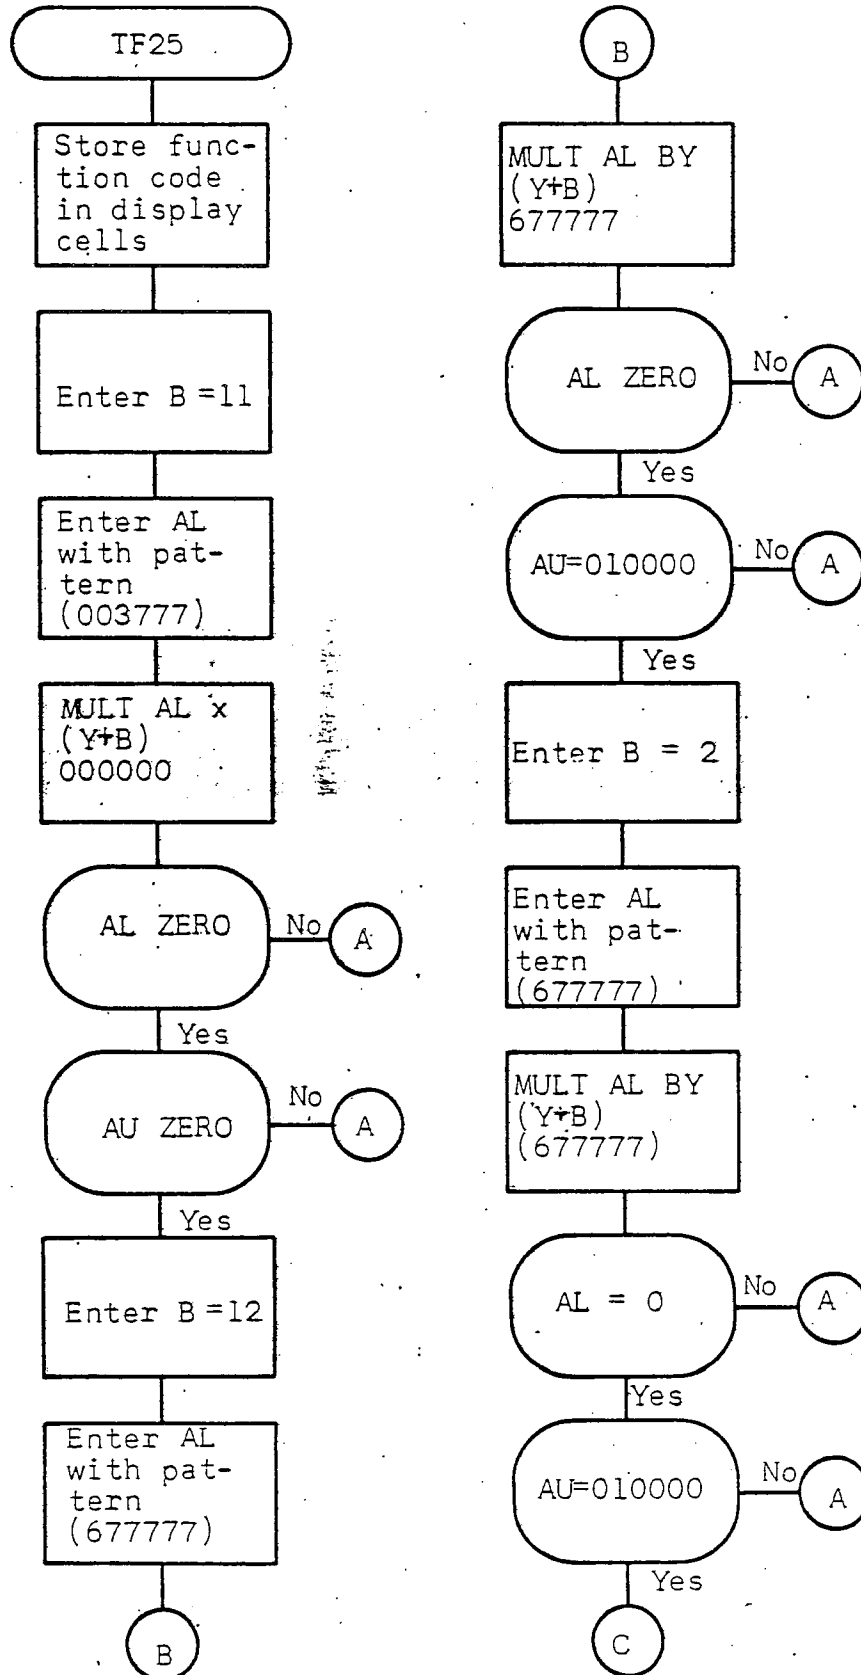 TF25
Store func-
tion code
in display
cells
Enter B =11
Enter AL
with pat-
tern
(003777)
MULT AL x
(Y+B)
000000
AL ZERO
No
A
Yes
AU ZERO
No
A
Yes
Enter B =12
Enter AL
with pat-
tern
(677777)
B
B
MULT AL BY
(Y+B)
677777
AL ZERO
No
A
Yes
AU=010000
No
A
Yes
Enter B = 2
Enter AL
with pat-
tern
(677777)
MULT AL BY
(Y+B)
(677777)
AL = 0
No
A
Yes
AU=010000
No
A
Yes
C